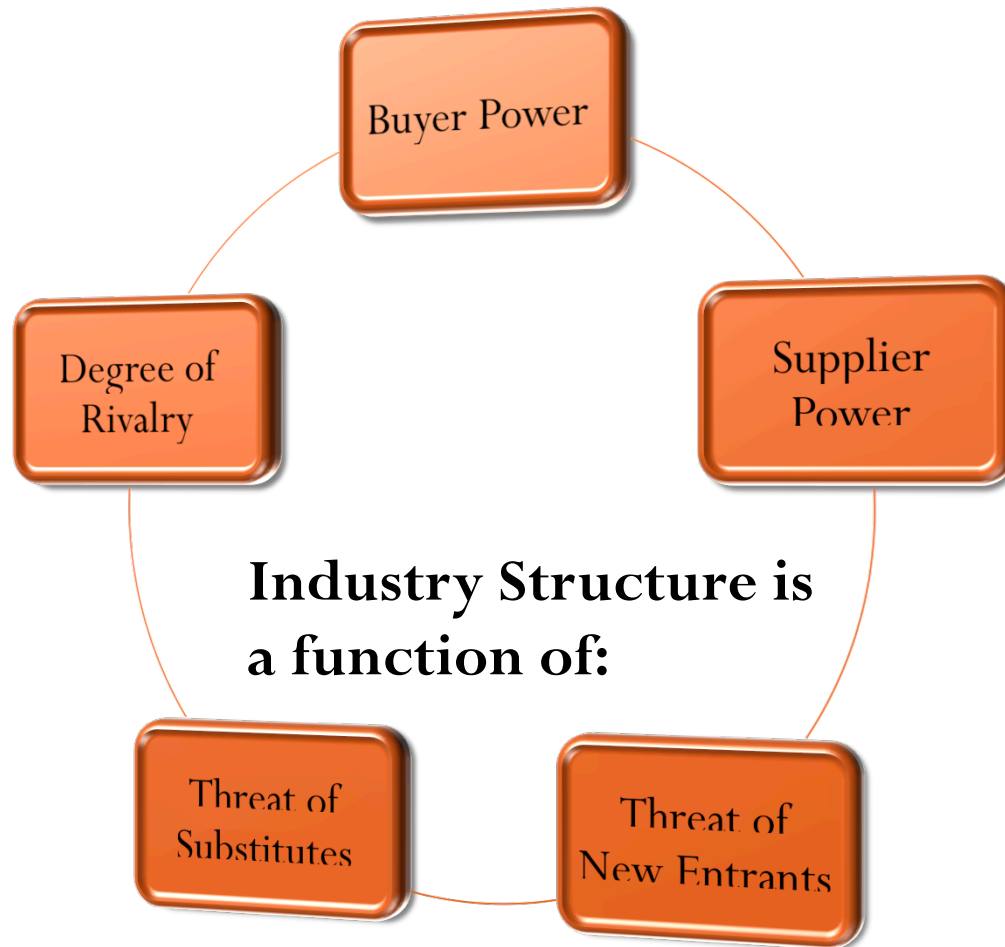 Buyer Power
Supplier
Power
Degree of
Rivalry
Industry Structure is
a function of:
Threat of
New Entrants
Threat of
Substitutes